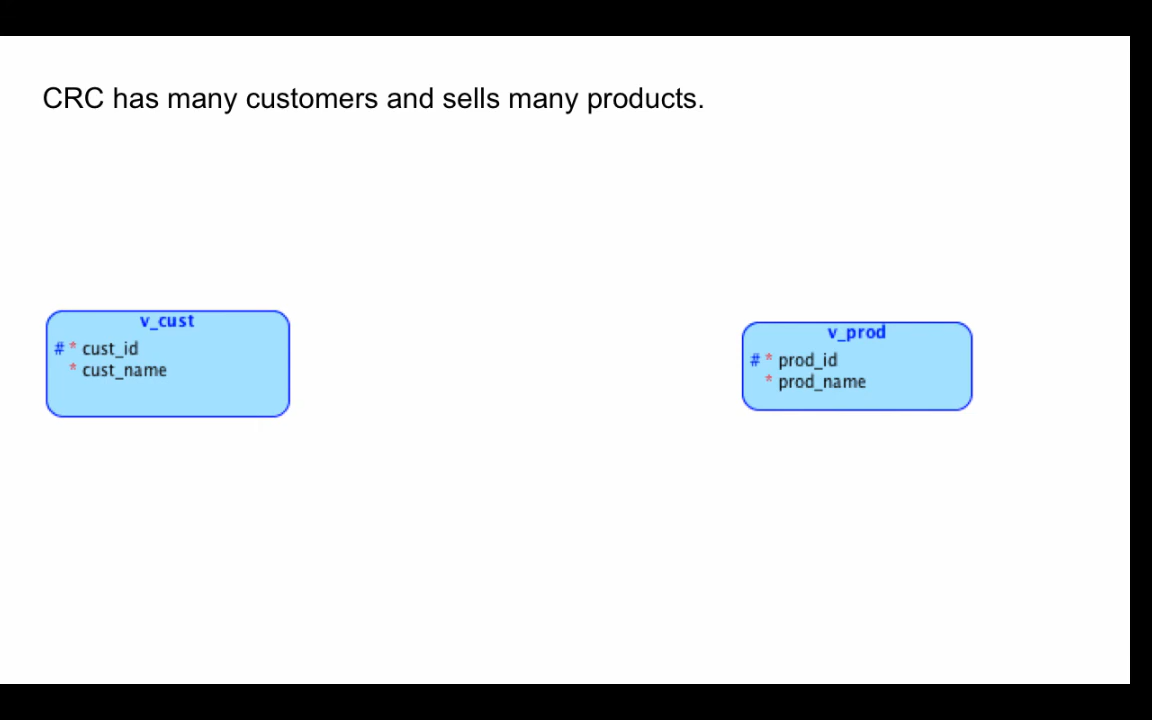 CRC has many customers and sells many products.
v_cust
# * cust_id
* cust_name
v_prod
# * prod_id
* prod_name